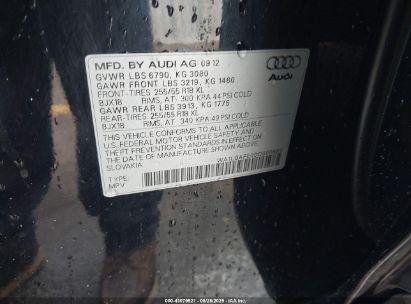 MFD. BY AUDI AG 09 12
GVWR LBS 6790, KG 3080
GAWR FRONT LBS 3219, KG 1460
FRONT-TIRES 255/55 R18 XL
8JX18 RIMS, AT: 300 KPA 44 PSI COLD
GAWR REAR LBS 3913, KG 1775
REAR-TIRES 255/55 R18 XL
8JX18 RIMS, AT: 340 KPA 49 PSI COLD
THIS VEHICLE CONFORMS TO ALL APPLICABLE
U.S. FEDERAL MOTOR VEHICLE SAFETY AND
THEFT PREVENTION STANDARDS IN EFFECT ON THE
DATE OF MANUFACTURE SHOWN ABOVE.
SLOVAKIA
TYPE:
MPV
Audi